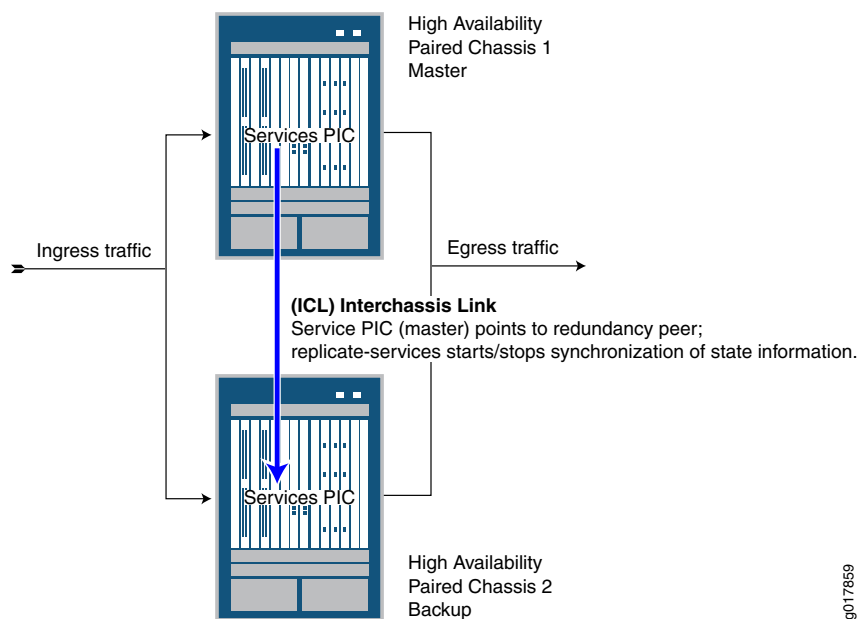 High Availability
Paired Chassis 1
Master
Services PIC
Ingress traffic
Egress traffic
(ICL) Interchassis Link
Service PIC (master) points to redundancy peer;
replicate-services starts/stops synchronization of state information.
Services PIC
High Availability
Paired Chassis 2
Backup
g017859